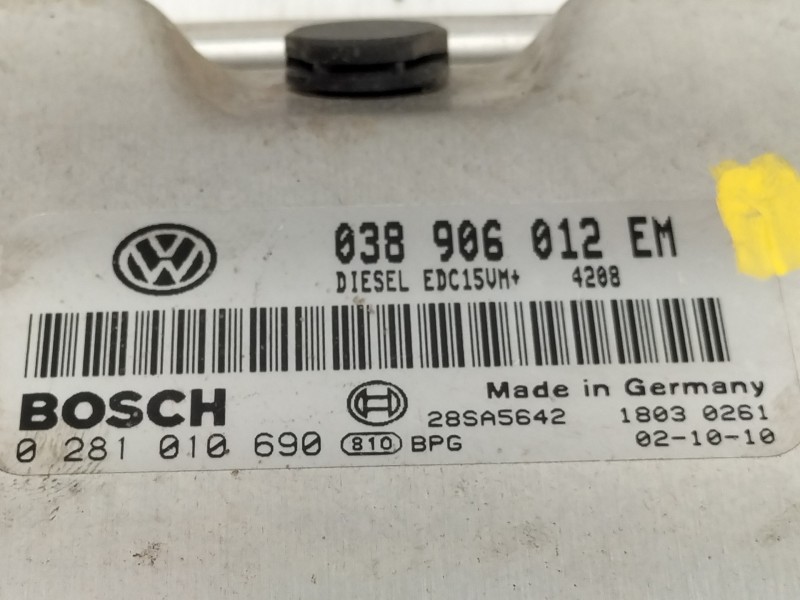 038 906 012 EM
DIESEL EDC15VM+ 4208
BOSCH
Made in Germany
28SA5642 1803 0261
0 281 010 690 810 BPG 02-10-10